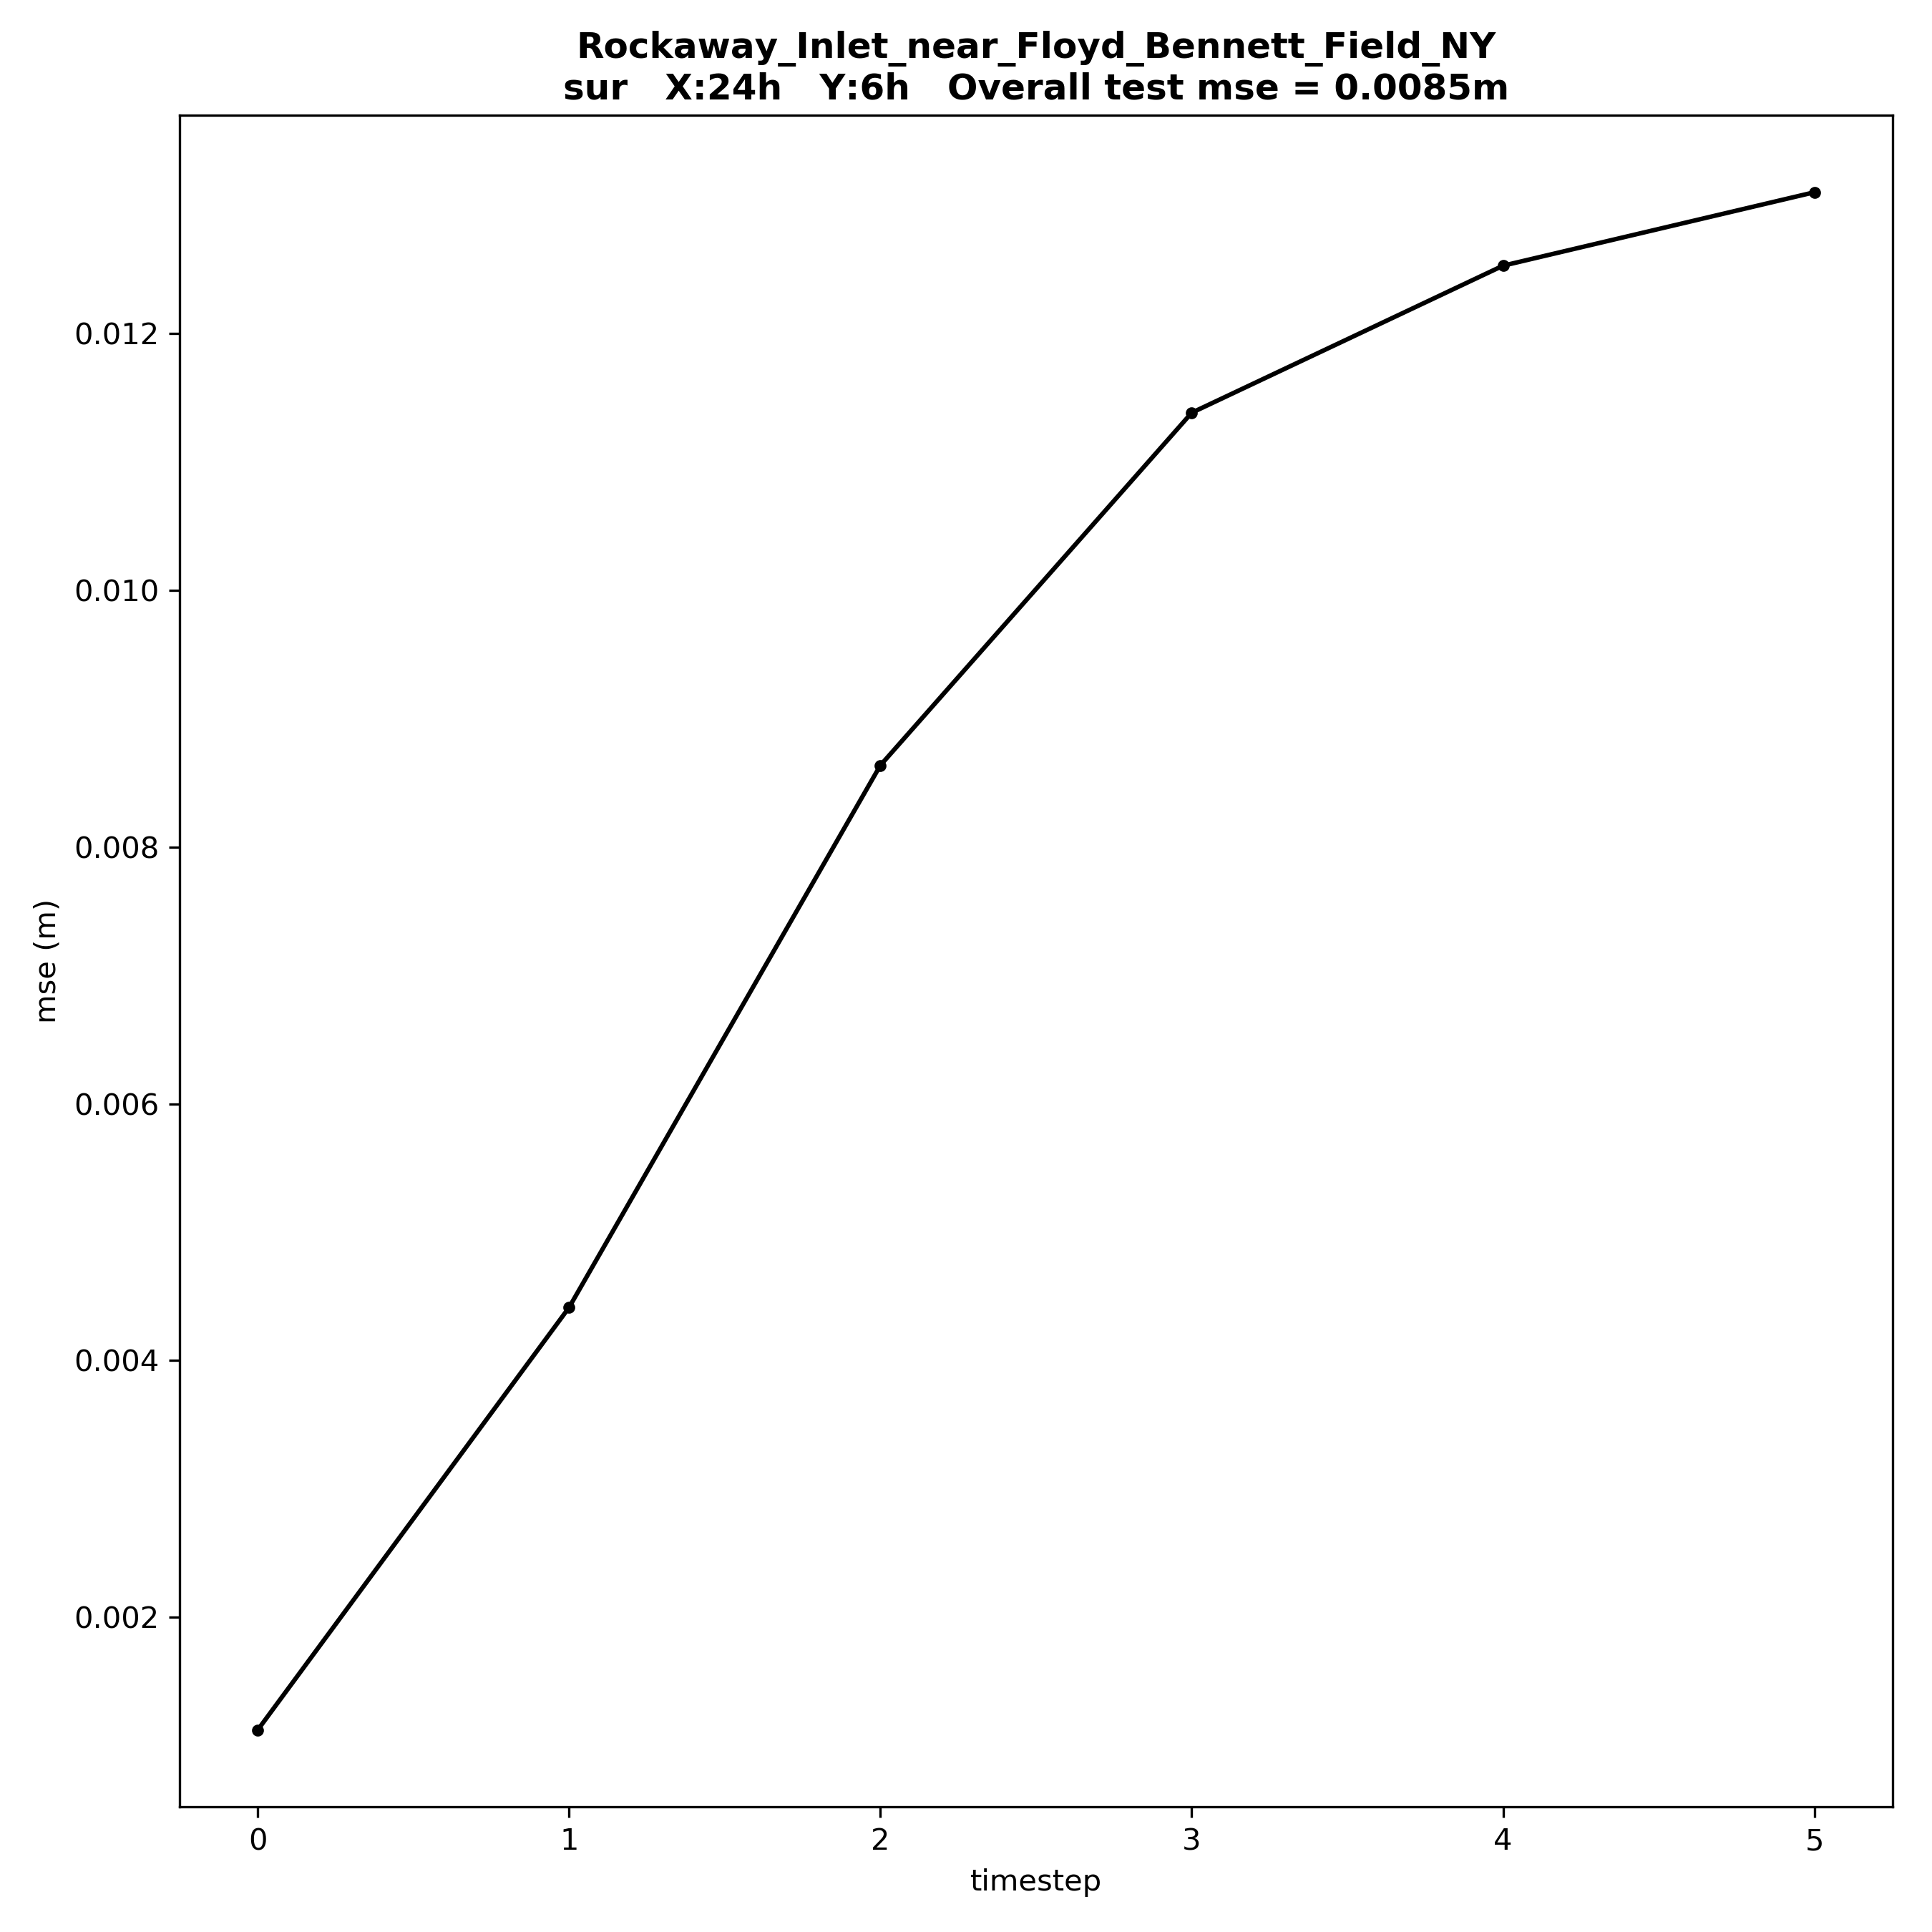 Rockaway_Inlet_near_Floyd_Bennett_Field_NY
sur   X:24h   Y:6h   Overall test mse = 0.0085m
0.012
0.010
0.008
0.006
0.004
0.002
mse (m)
0 1 2 3 4 5
timestep